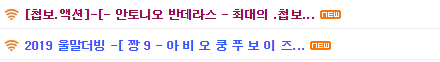 [첩보.액션]-[- 안토니오 반데라스 - 최대의 .첩보... NEW
2019 울말더빙 -[ 짱 9 - 아 비 오 쿵 푸 보 이 즈... NEW